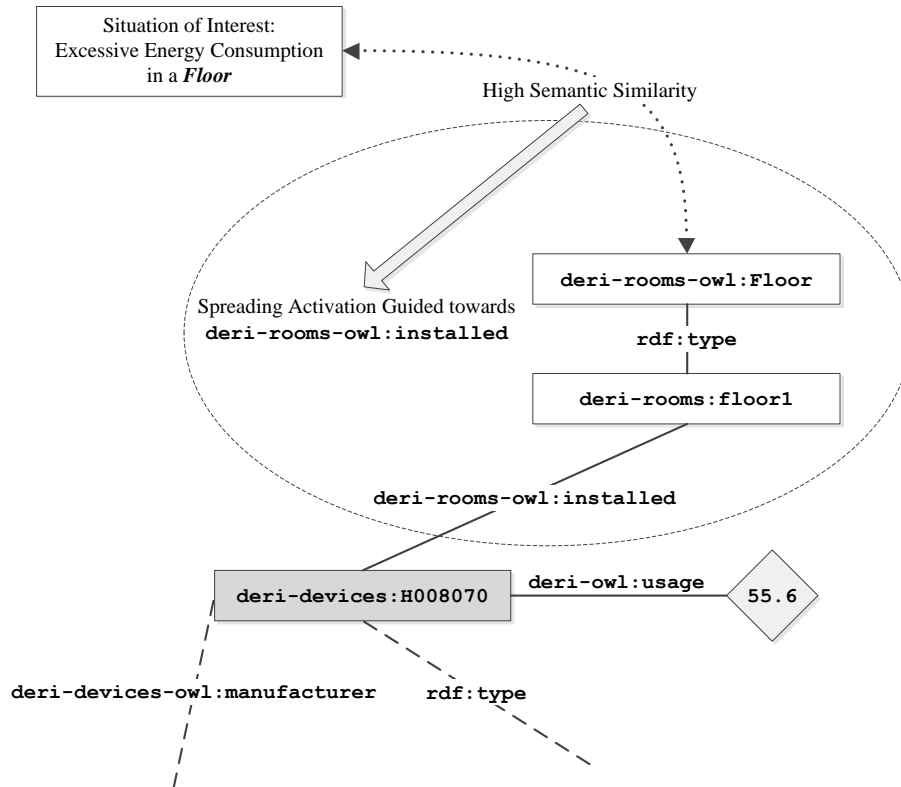 Situation of Interest:
Excessive Energy Consumption
in a Floor
High Semantic Similarity
deri-rooms-owl:Floor
Spreading Activation Guided towards
deri-rooms-owl:installed
rdf:type
deri-rooms:floor1
deri-rooms-owl:installed
deri-owl:usage
deri-devices:H008070
55.6
deri-devices-owl:manufacturer
rdf:type